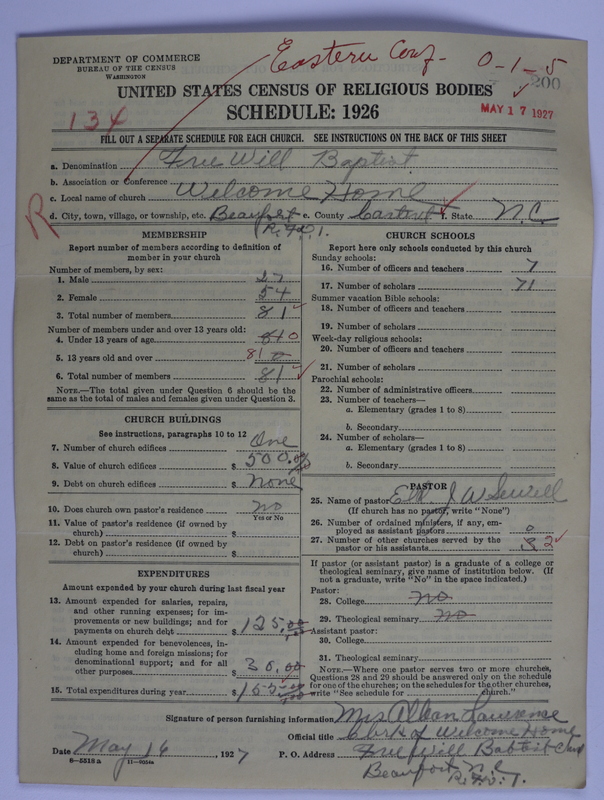 DEPARTMENT OF COMMERCE
BUREAU OF THE CENSUS
WASHINGTON
Eastern Conf. 0-1-5
200
UNITED STATES CENSUS OF RELIGIOUS BODIES
MAY 17 1927
134
SCHEDULE: 1926
FILL OUT A SEPARATE SCHEDULE FOR EACH CHURCH. SEE INSTRUCTIONS ON THE BACK OF THIS SHEET
a. Denomination Free Will Baptist
b. Association or Conference
c. Local name of church Welcome Home
R
d. City, town, village, or township, etc. Beaufort e. County Carteret f. State N.C.
R.F.D. 1.
MEMBERSHIP
Report number of members according to definition of
member in your church
Number of members, by sex:
1. Male 27
2. Female 54
3. Total number of members 81
Number of members under and over 13 years old:
4. Under 13 years of age 81 0
5. 13 years old and over 81 0
6. Total number of members 81
NOTE.—The total given under Question 6 should be the
same as the total of males and females given under Question 3.
CHURCH BUILDINGS
See instructions, paragraphs 10 to 12
7. Number of church edifices One
8. Value of church edifices $ 500.00
9. Debt on church edifices $ None
10. Does church own pastor's residence No
Yes or No
11. Value of pastor's residence (if owned by
church) $
12. Debt on pastor's residence (if owned by
church) $
EXPENDITURES
Amount expended by your church during last fiscal year
13. Amount expended for salaries, repairs,
and other running expenses; for im-
provements or new buildings; and for
payments on church debt $ 125.00
14. Amount expended for benevolences, in-
cluding home and foreign missions; for
denominational support; and for all
other purposes $ 30.00
15. Total expenditures during year $ 155.00
CHURCH SCHOOLS
Report here only schools conducted by this church
Sunday schools:
16. Number of officers and teachers 7
17. Number of scholars 71
Summer vacation Bible schools:
18. Number of officers and teachers
19. Number of scholars
Week-day religious schools:
20. Number of officers and teachers
21. Number of scholars
Parochial schools:
22. Number of administrative officers
23. Number of teachers—
a. Elementary (grades 1 to 8)
b. Secondary
24. Number of scholars—
a. Elementary (grades 1 to 8)
b. Secondary
PASTOR
25. Name of pastor J W Sewell
(If church has no pastor, write "None")
26. Number of ordained ministers, if any, em-
ployed as assistant pastors 0
27. Number of other churches served by the
pastor or his assistants 2
If pastor (or assistant pastor) is a graduate of a college or
theological seminary, give name of institution below. (If
not a graduate, write "No" in the space indicated.)
Pastor:
28. College No
29. Theological seminary No
Assistant pastor:
30. College
31. Theological seminary
NOTE.—Where one pastor serves two or more churches,
Questions 28 and 29 should be answered only on the schedule
for one of the churches; on the schedules for the other churches,
write "See schedule for church."
Signature of person furnishing information Mrs Alban Lawrence
Official title Clerk of Welcome Home
Date May 16 1927 P. O. Address Free Will Babtist
8-5518a 11-9034a
Beaufort N.C.
R.F.D. 1.